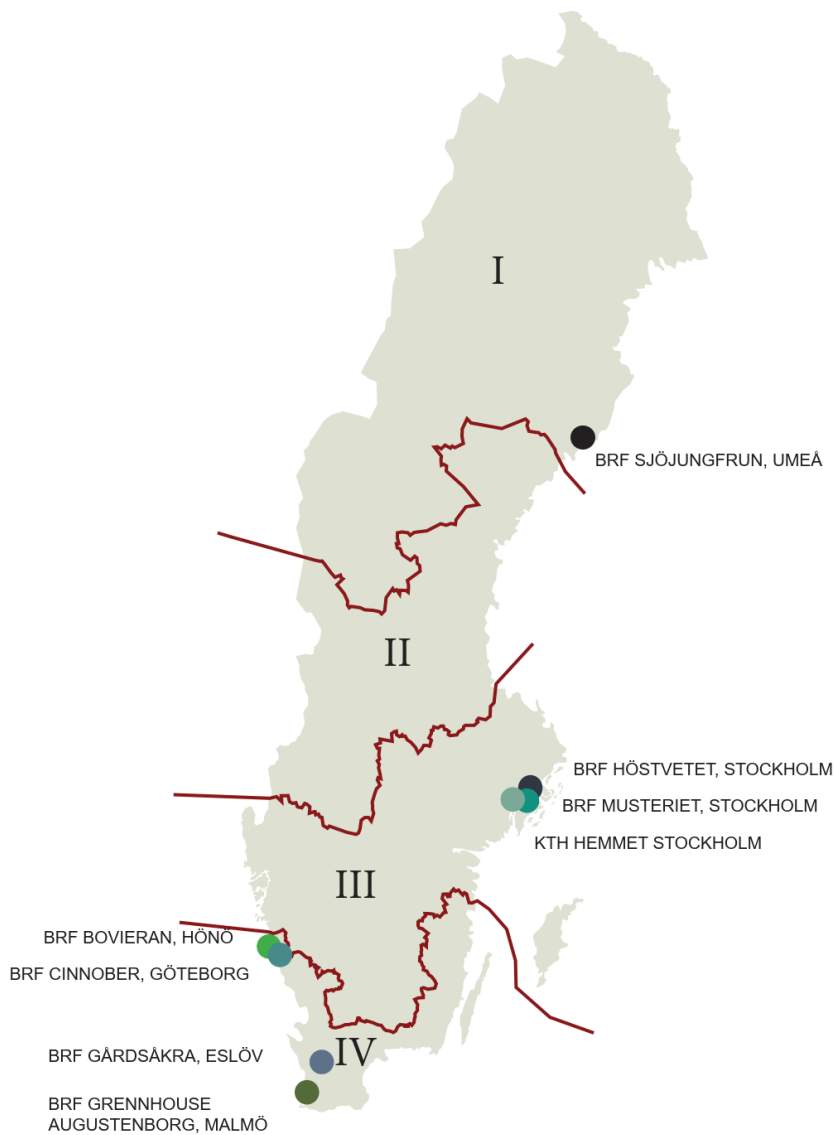 I
BRF SJÖJUNGFRUN, UMEÅ
II
BRF HÖSTVETET, STOCKHOLM
BRF MUSTERIET, STOCKHOLM
KTH HEMMET STOCKHOLM
III
BRF BOVIERAN, HÖNÖ
BRF CINNOBER, GÖTEBORG
IV
BRF GÅRDSÅKRA, ESLÖV
BRF GRENNHOUSE
AUGUSTENBORG, MALMÖ